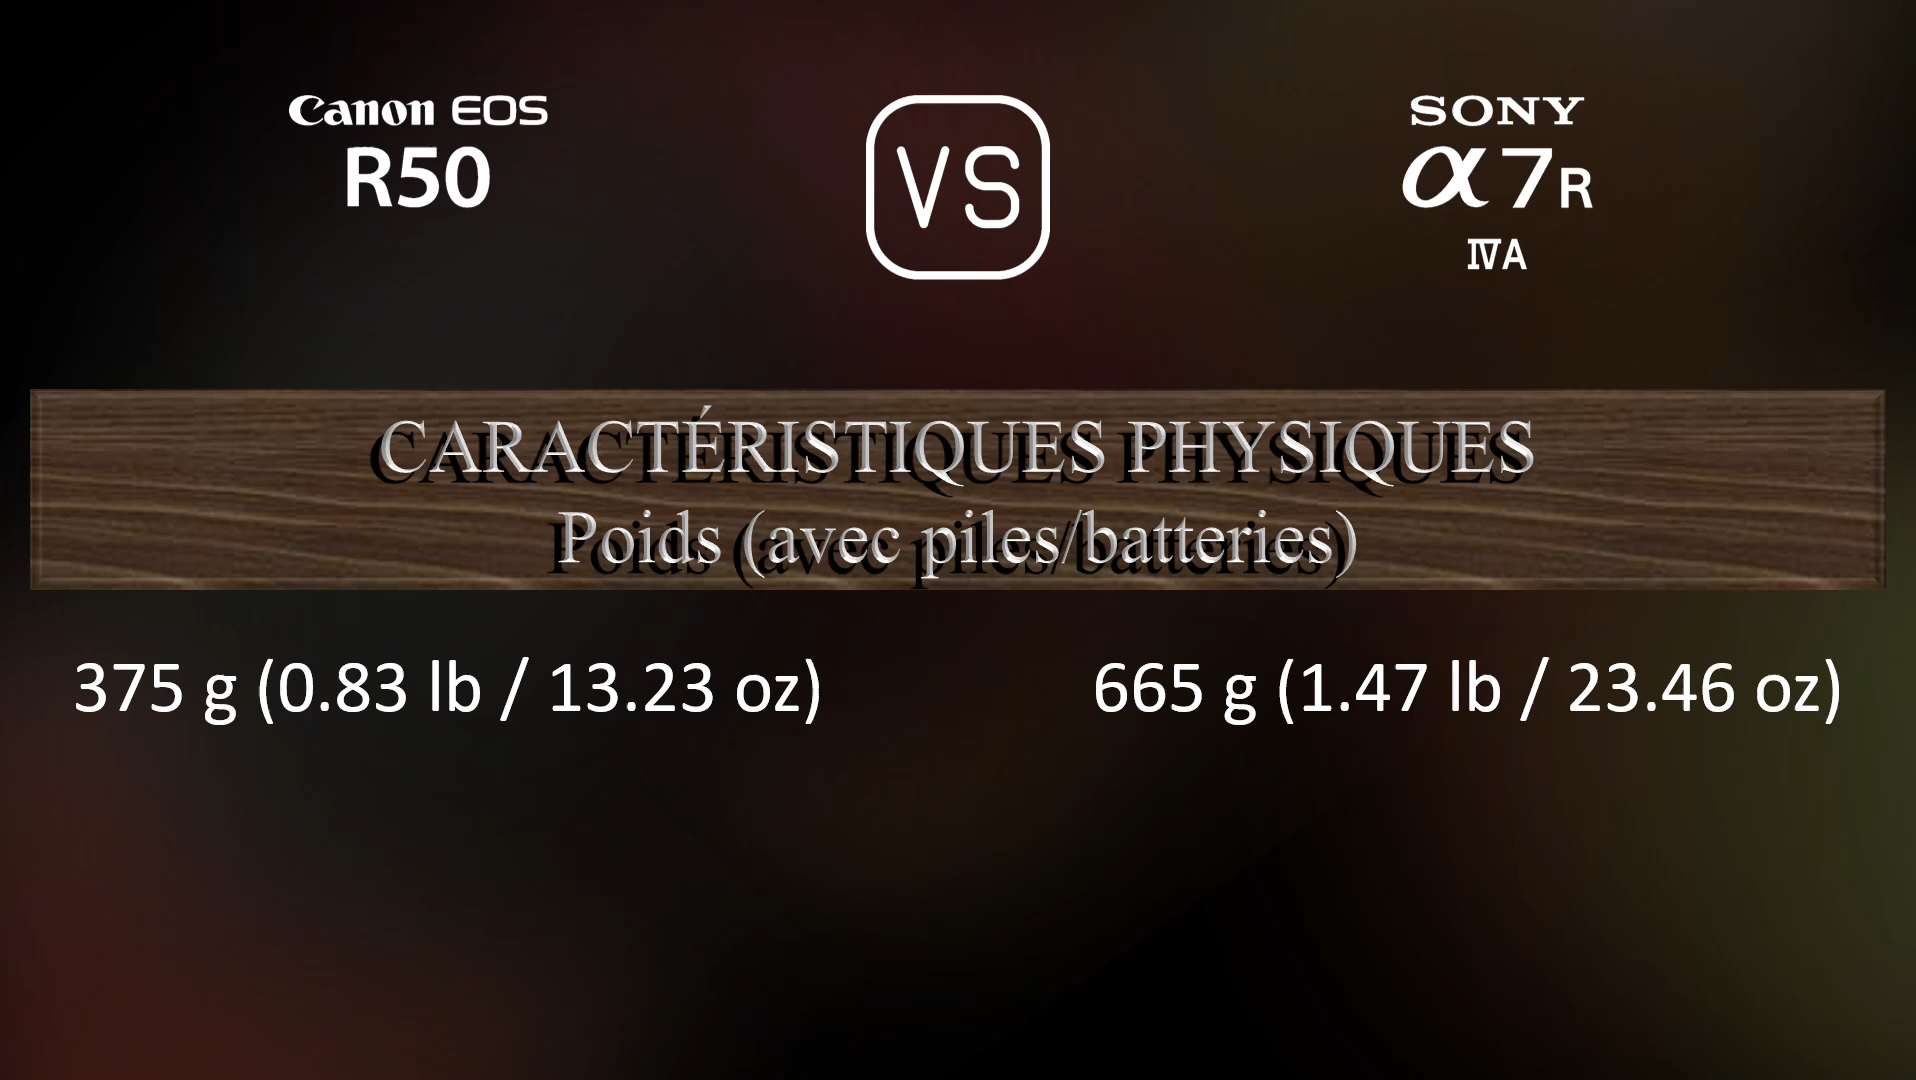 Canon EOS
R50
VS
SONY
α7R
IVA
CARACTÉRISTIQUES PHYSIQUES
Poids (avec piles/batteries)
375 g (0.83 lb / 13.23 oz)
665 g (1.47 lb / 23.46 oz)